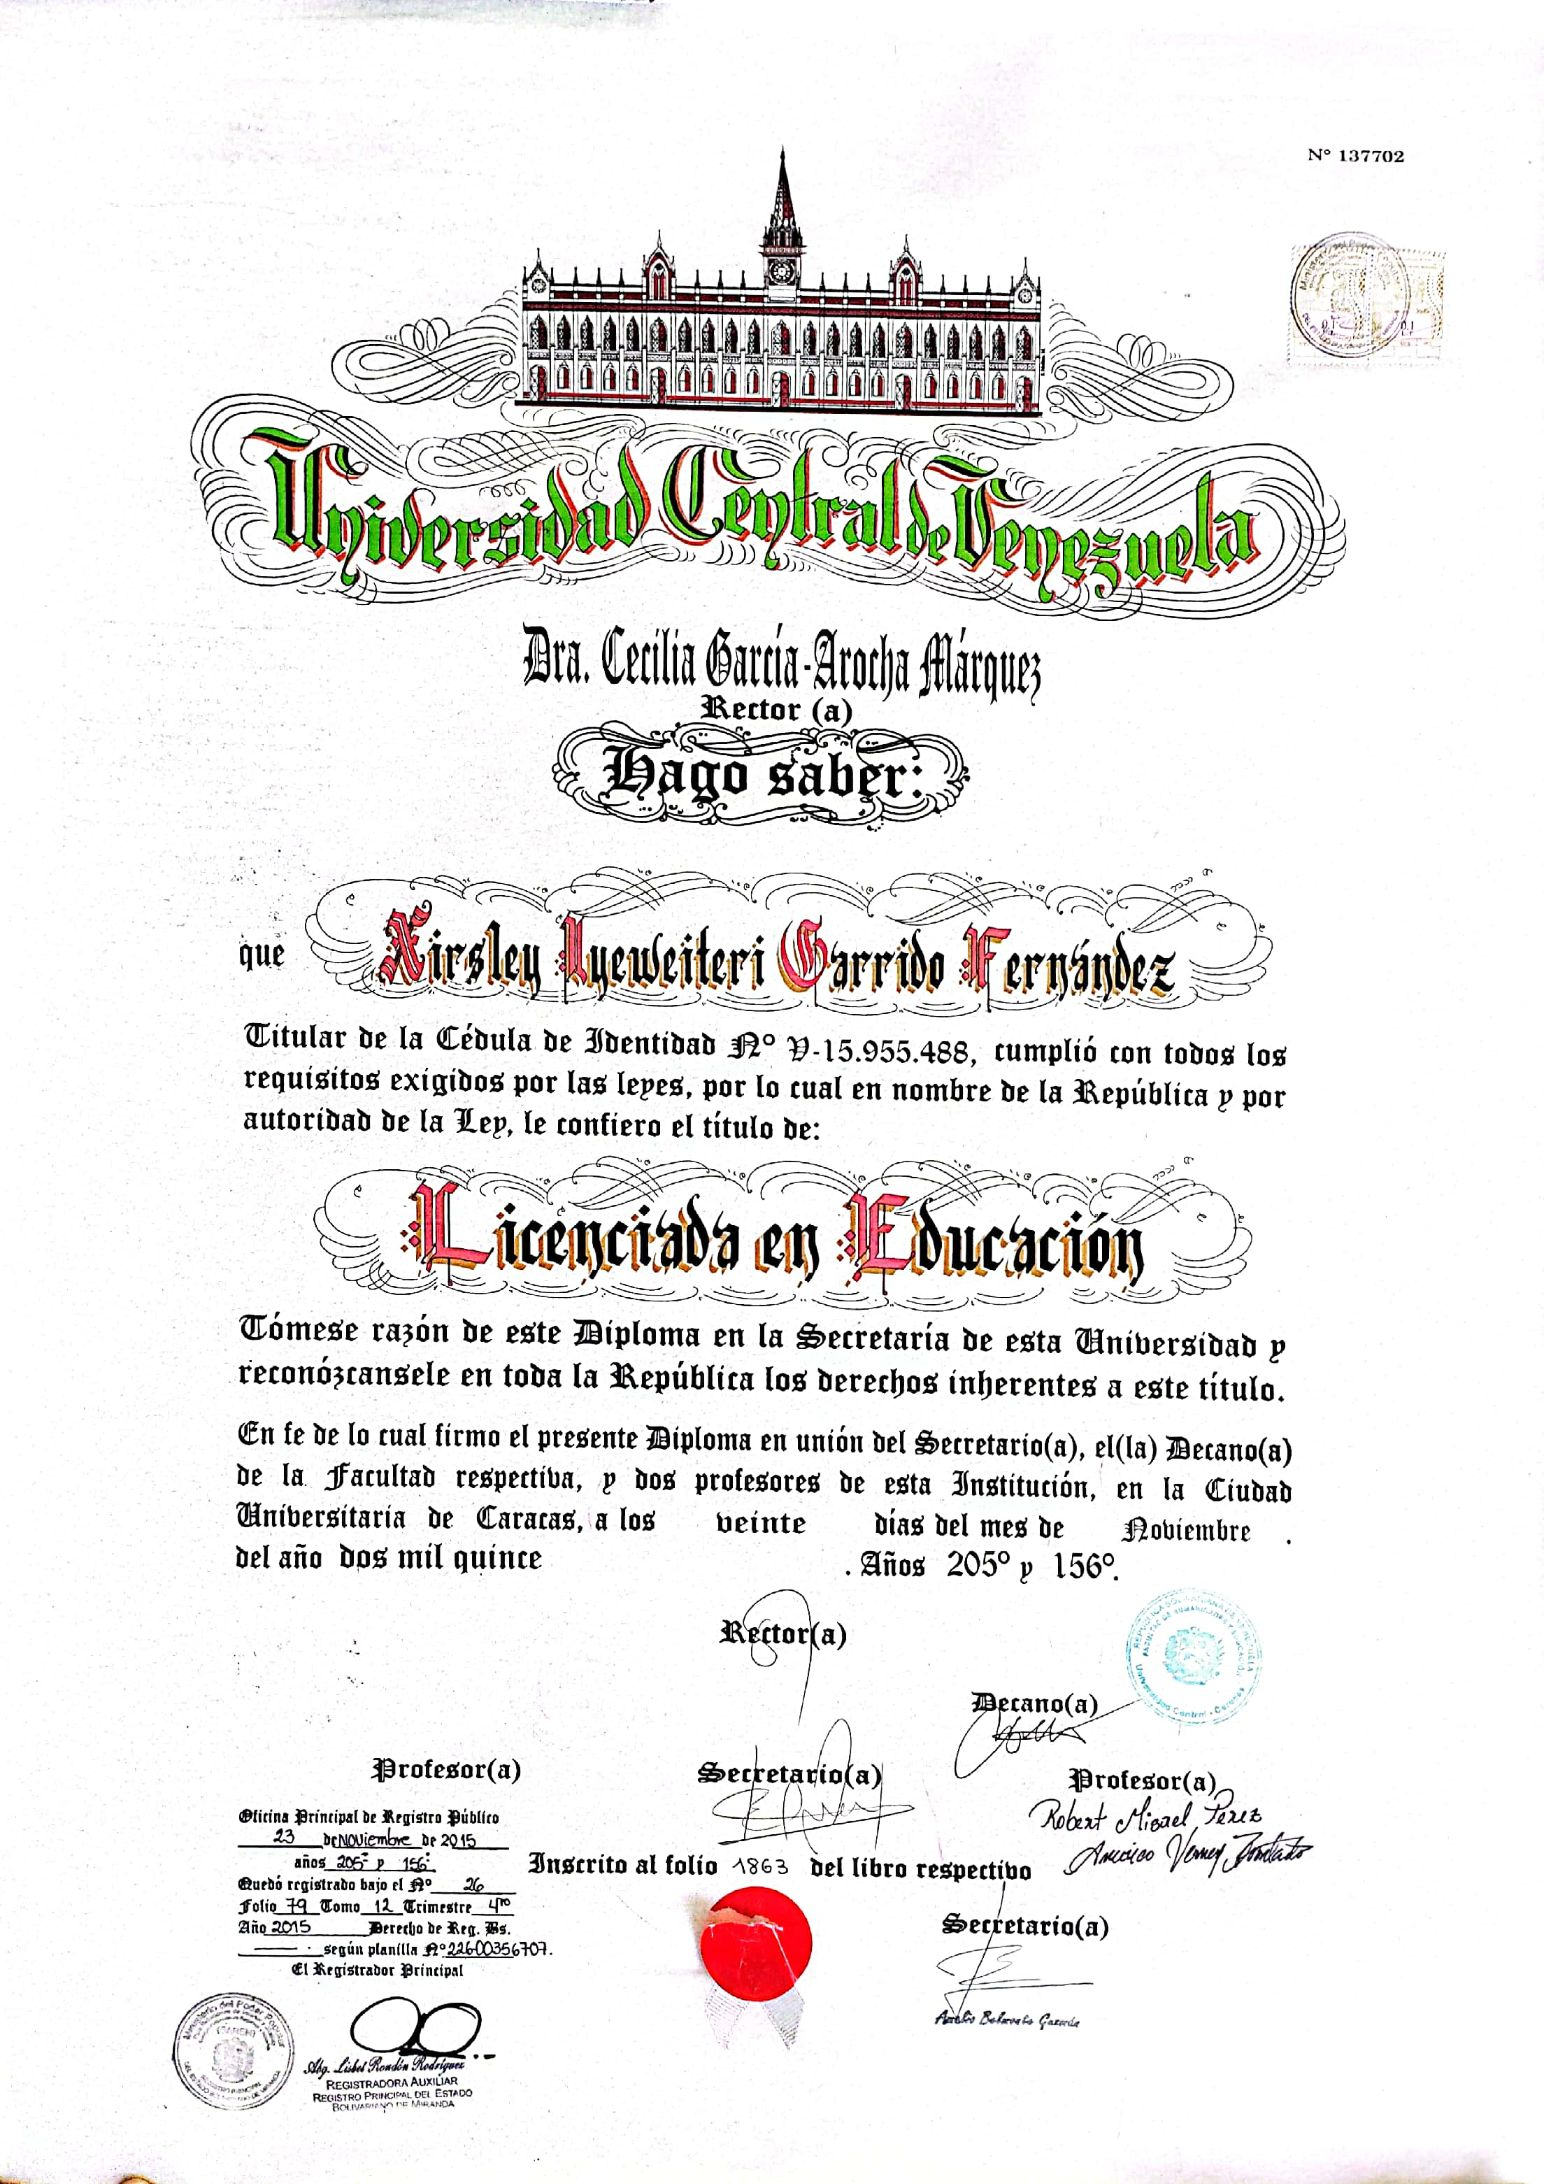 N° 137702
Universidad Central de Venezuela
Dra. Cecilia García-Arocha Márquez
Rector (a)
Hago saber:
que Xirsley Iyeweiteri Garrido Fernández
Titular de la Cédula de Identidad N° V-15.955.488, cumplió con todos los
requisitos exigidos por las leyes, por lo cual en nombre de la República y por
autoridad de la Ley, le confiero el título de:
Licenciada en Educación
Tómese razón de este Diploma en la Secretaría de esta Universidad y
reconózcansele en toda la República los derechos inherentes a este título.
En fe de lo cual firmo el presente Diploma en unión del Secretario(a), el(la) Decano(a)
de la Facultad respectiva, y dos profesores de esta Institución, en la Ciudad
Universitaria de Caracas, a los veinte días del mes de Noviembre .
del año dos mil quince . Años 205° y 156°.
Rector(a)
Decano(a)
Profesor(a)
Secretario(a)
Profesor(a)
Robert Misael Pérez
Oficina Principal de Registro Público
23 de Noviembre de 2015
años 205° y 156°
Quedó registrado bajo el N° 26
Folio 79 Tomo 12 Trimestre 4to
Año 2015 Derecho de Reg. Bs.
según planilla N° 22600356707.
El Registrador Principal
Inscrito al folio 1863 del libro respectivo
Secretario(a)
Abg. Lisbet Rondón Rodríguez
REGISTRADORA AUXILIAR
REGISTRO PRINCIPAL DEL ESTADO
BOLIVARIANO DE MIRANDA